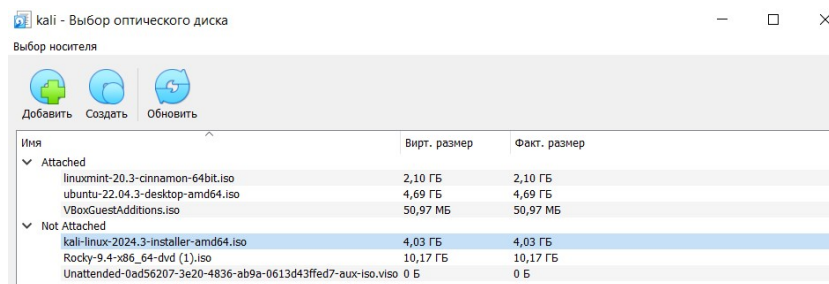 kali - Выбор оптического диска
Выбор носителя
Добавить Создать Обновить
Имя Вирт. размер Факт. размер
Attached
linuxmint-20.3-cinnamon-64bit.iso 2,10 ГБ 2,10 ГБ
ubuntu-22.04.3-desktop-amd64.iso 4,69 ГБ 4,69 ГБ
VBoxGuestAdditions.iso 50,97 МБ 50,97 МБ
Not Attached
kali-linux-2024.3-installer-amd64.iso 4,03 ГБ 4,03 ГБ
Rocky-9.4-x86_64-dvd (1).iso 10,17 ГБ 10,17 ГБ
Unattended-0ad56207-3e20-4836-ab9a-0613d43ffed7-aux-iso.viso 0 Б 0 Б